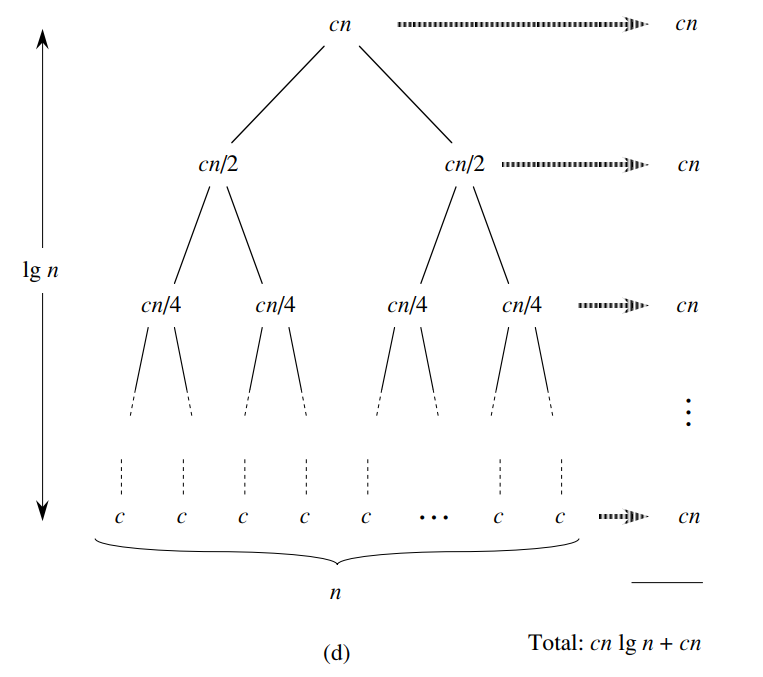 cn cn
cn/2 cn/2 cn
lg n
cn/4 cn/4 cn/4 cn/4 cn
⋮
c c c c c ⋯ c c cn
n
Total: cn lg n + cn
(d)